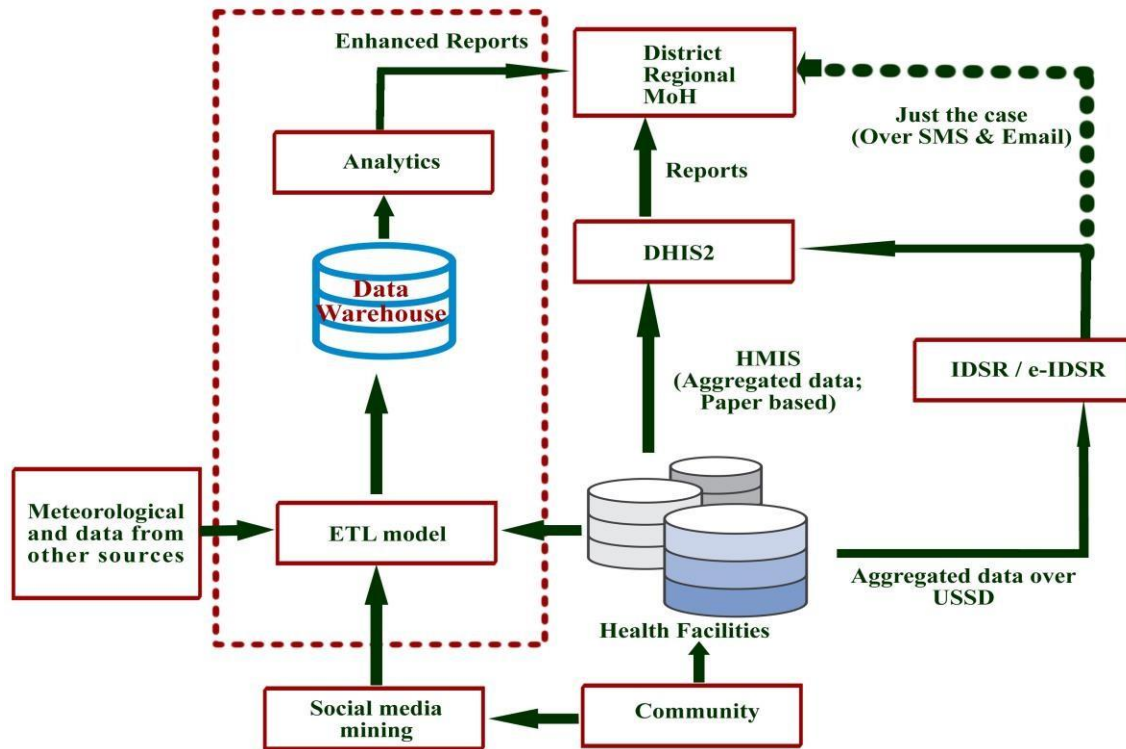 Enhanced Reports
District
Regional
MoH
Just the case
(Over SMS & Email)
Analytics
Reports
DHIS2
Data
Warehouse
HMIS
(Aggregated data;
Paper based)
IDSR / e-IDSR
Meteorological
and data from
other sources
ETL model
Aggregated data over
USSD
Health Facilities
Social media
mining
Community